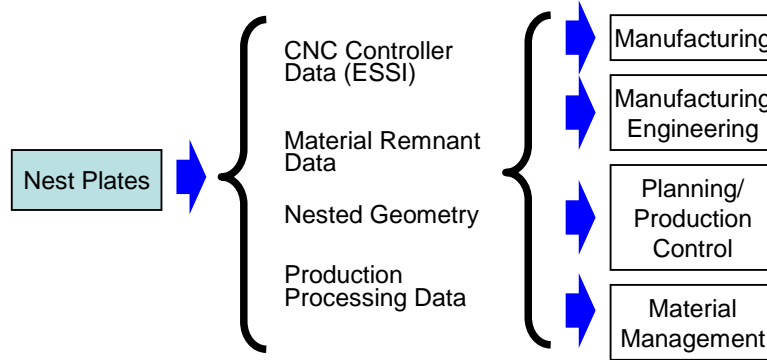 Nest Plates
CNC Controller
Data (ESSI)
Material Remnant
Data
Nested Geometry
Production
Processing Data
Manufacturing
Manufacturing
Engineering
Planning/
Production
Control
Material
Management